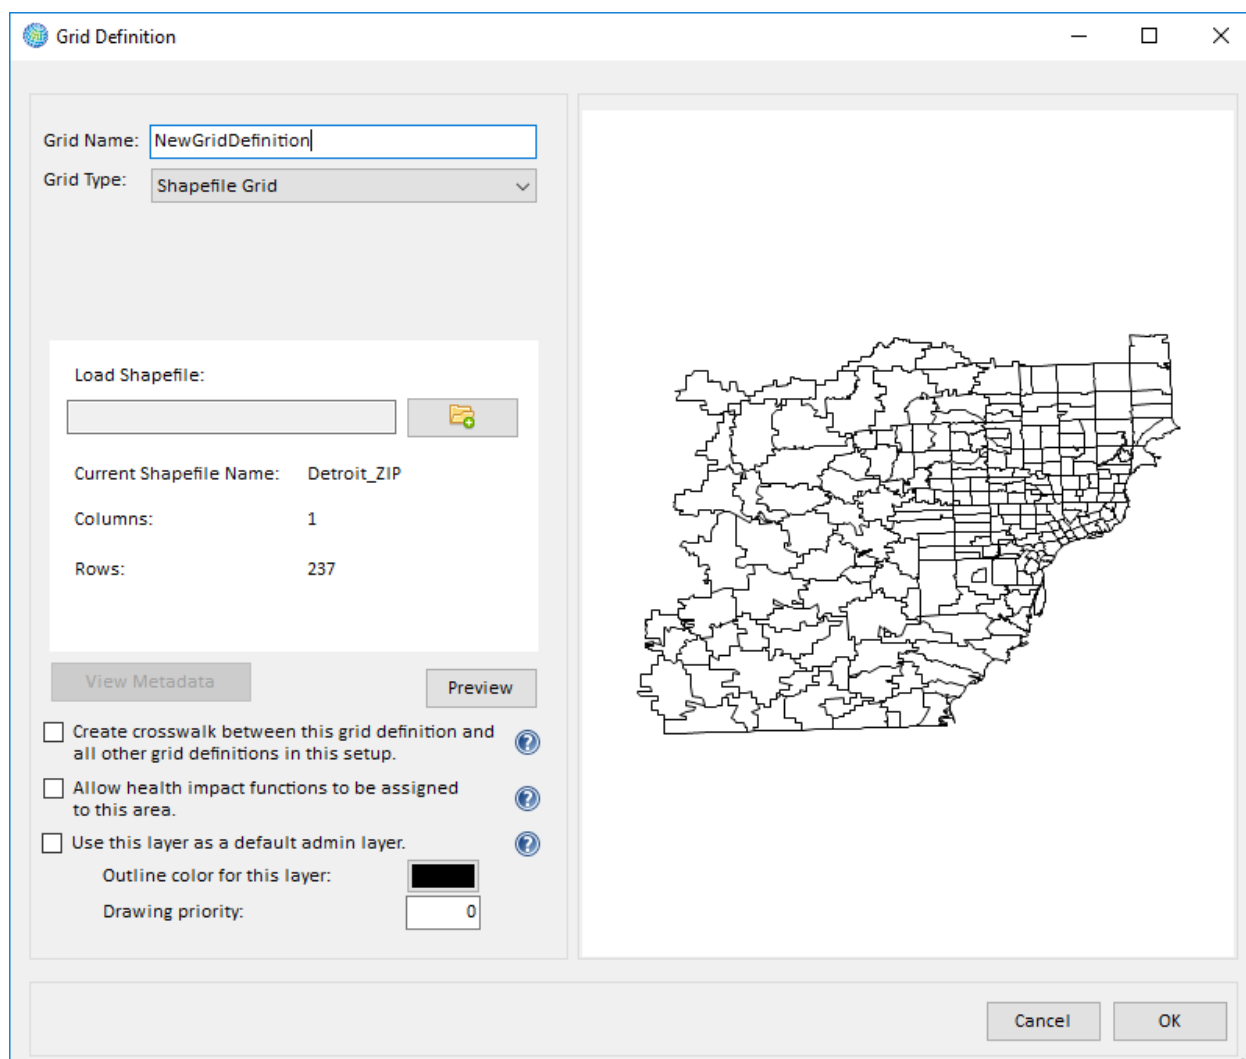 Grid Definition
Grid Name: NewGridDefinition
Grid Type: Shapefile Grid
Load Shapefile:
Current Shapefile Name: Detroit_ZIP
Columns: 1
Rows: 237
View Metadata
Preview
Create crosswalk between this grid definition and
all other grid definitions in this setup.
?
Allow health impact functions to be assigned
to this area.
?
Use this layer as a default admin layer.
?
Outline color for this layer:
Drawing priority: 0
Cancel
OK